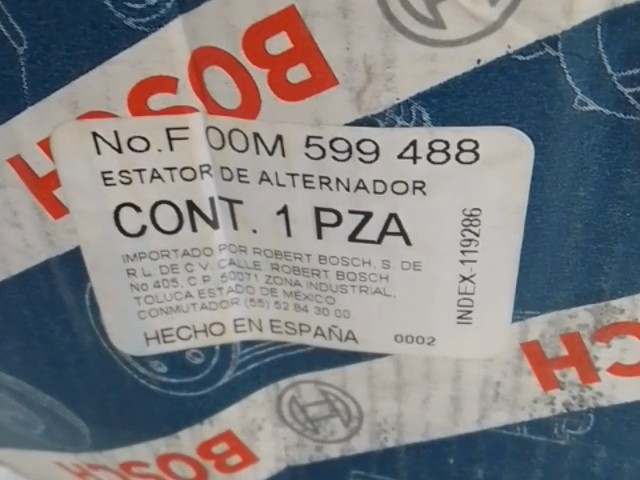 BOSCH
No.F 00M 599 488
ESTATOR DE ALTERNADOR
CONT. 1 PZA
IMPORTADO POR ROBERT BOSCH, S. DE
R.L. DE C.V. CALLE ROBERT BOSCH
No 405, C.P. 50071 ZONA INDUSTRIAL,
TOLUCA ESTADO DE MÉXICO
CONMUTADOR (55) 52 84 30 00
HECHO EN ESPAÑA 0002
INDEX-119286
CH
BOSCH